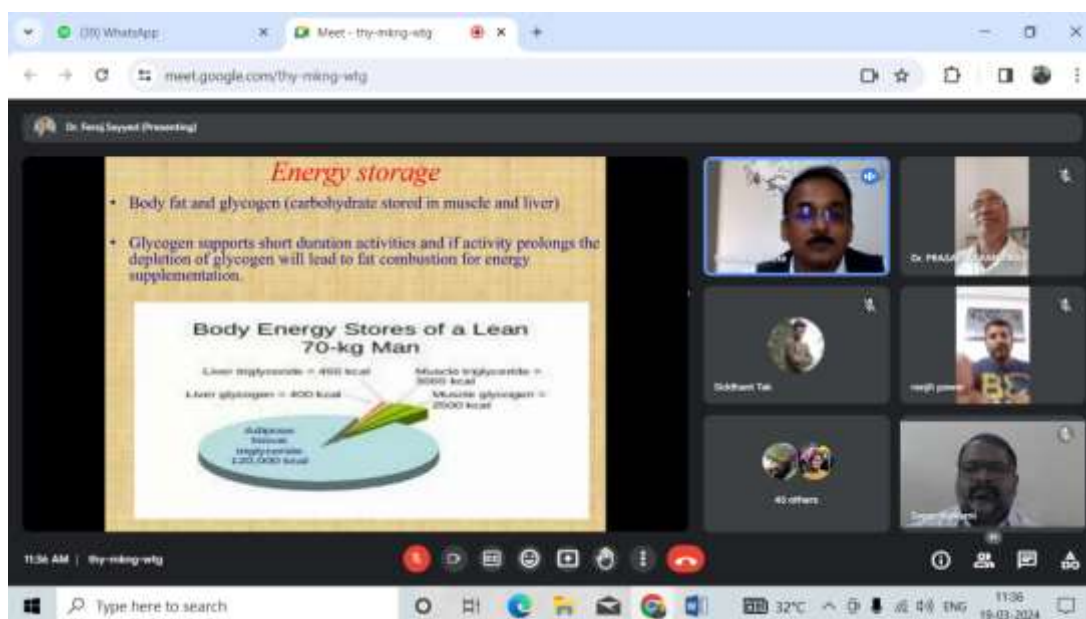 (39) WhatsApp
Meet - thy-mkng-wtg
meet.google.com/thy-mkng-wtg
Dr. Feroj Sayyed (Presenting)
Energy storage
• Body fat and glycogen (carbohydrate stored in muscle and liver)
• Glycogen supports short duration activities and if activity prolongs the
depletion of glycogen will lead to fat combustion for energy
supplementation.
Body Energy Stores of a Lean
70-kg Man
Liver triglyceride = 450 kcal
Muscle triglyceride =
3000 kcal
Liver glycogen = 400 kcal
Muscle glycogen =
2500 kcal
Adipose
tissue
triglyceride
120,000 kcal
Siddhant Tak
11:36 AM | thy-mkng-wtg
Type here to search
32°C
ENG
11:36
19-03-2024